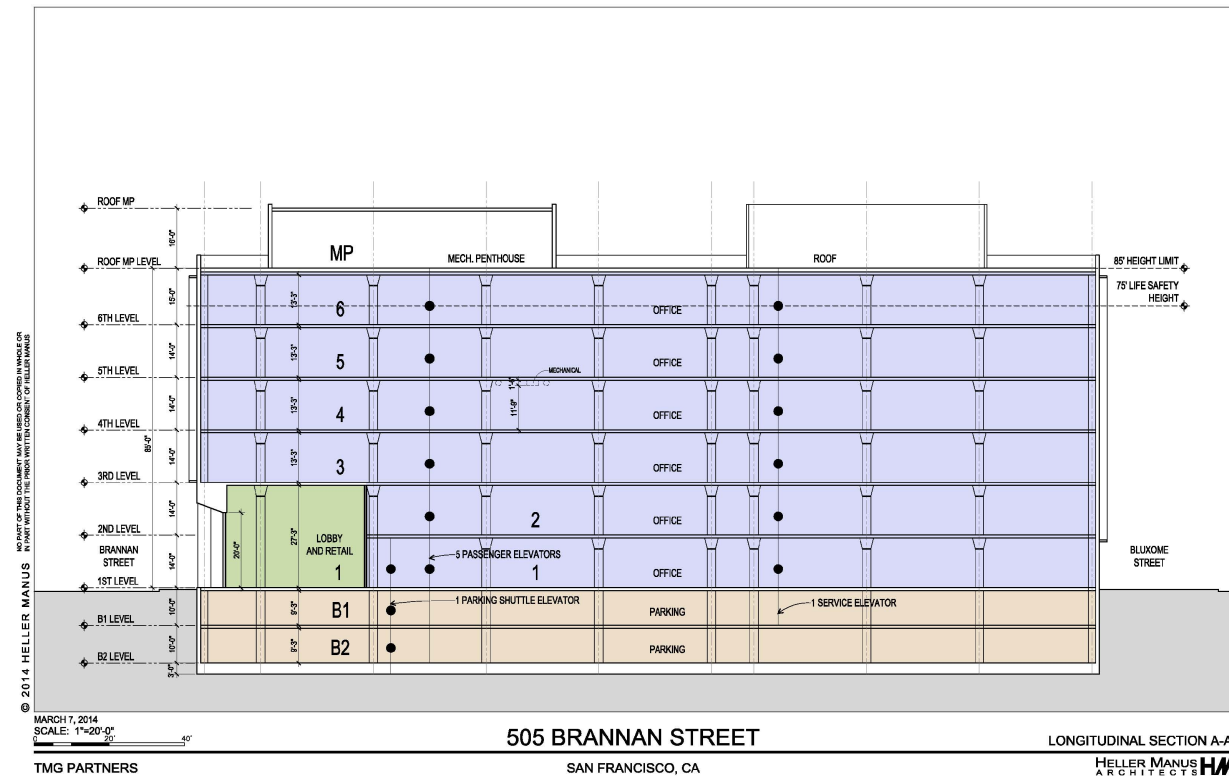 ROOF MP
16'-0"
MP
MECH. PENTHOUSE
ROOF
ROOF MP LEVEL
85' HEIGHT LIMIT
75' LIFE SAFETY
HEIGHT
15'-0"
13'-3"
6
OFFICE
6TH LEVEL
14'-0"
13'-3"
5
OFFICE
MECHANICAL
5TH LEVEL
14'-0"
13'-3"
4
11'-9"
OFFICE
4TH LEVEL
85'-0"
14'-0"
13'-3"
3
OFFICE
3RD LEVEL
14'-0"
2
OFFICE
2ND LEVEL
20'-0"
27'-3"
LOBBY
AND RETAIL
BRANNAN
STREET
BLUXOME
STREET
14'-0"
5 PASSENGER ELEVATORS
1
1
OFFICE
1ST LEVEL
10'-0"
9'-3"
B1
1 PARKING SHUTTLE ELEVATOR
PARKING
1 SERVICE ELEVATOR
B1 LEVEL
10'-0"
9'-3"
B2
PARKING
B2 LEVEL
3'-0"
© 2014 HELLER MANUS
NO PART OF THIS DOCUMENT MAY BE USED OR COPIED IN WHOLE OR
IN PART WITHOUT THE PRIOR WRITTEN CONSENT OF HELLER MANUS
MARCH 7, 2014
SCALE: 1"=20'-0"
0 20' 40'
505 BRANNAN STREET
LONGITUDINAL SECTION A-A
TMG PARTNERS
SAN FRANCISCO, CA
HELLER MANUS
ARCHITECTS
HM